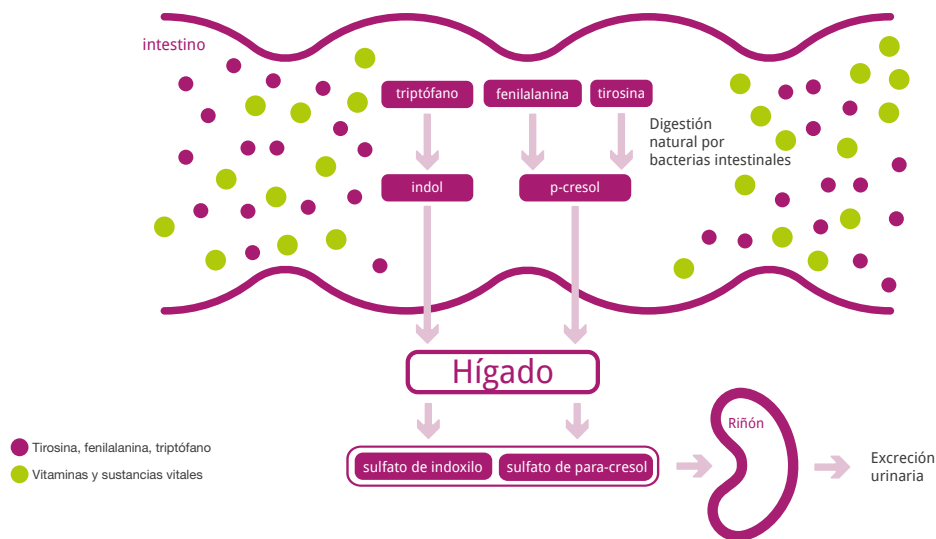 intestino
triptófano
fenilalanina
tirosina
Digestión
natural por
bacterias intestinales
indol
p-cresol
Hígado
sulfato de indoxilo
sulfato de para-cresol
Riñón
Excreción
urinaria
Tirosina, fenilalanina, triptófano
Vitaminas y sustancias vitales